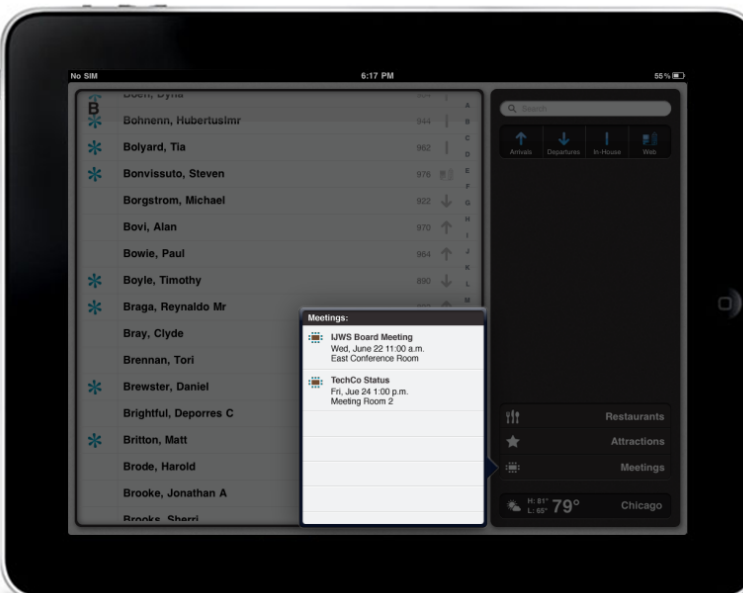 No SIM
6:17 PM
55%
B
Boen, Dyna
Bohnenn, Hubertuslmr 944
Bolyard, Tia 962
Bonvissuto, Steven 976
Borgstrom, Michael 922
Bovi, Alan 970
Bowie, Paul 964
Boyle, Timothy 890
Braga, Reynaldo Mr
Bray, Clyde
Brennan, Tori
Brewster, Daniel
Brightful, Deporres C
Britton, Matt
Brode, Harold
Brooke, Jonathan A
Brooks, Sherri
A
B
C
D
E
F
G
H
I
J
K
L
M
Meetings:
IJWS Board Meeting
Wed, June 22 11:00 a.m.
East Conference Room
TechCo Status
Fri, Jue 24 1:00 p.m.
Meeting Room 2
Search
Arrivals Departures In-House Web
Restaurants
Attractions
Meetings
H: 81°
L: 65°
79°
Chicago